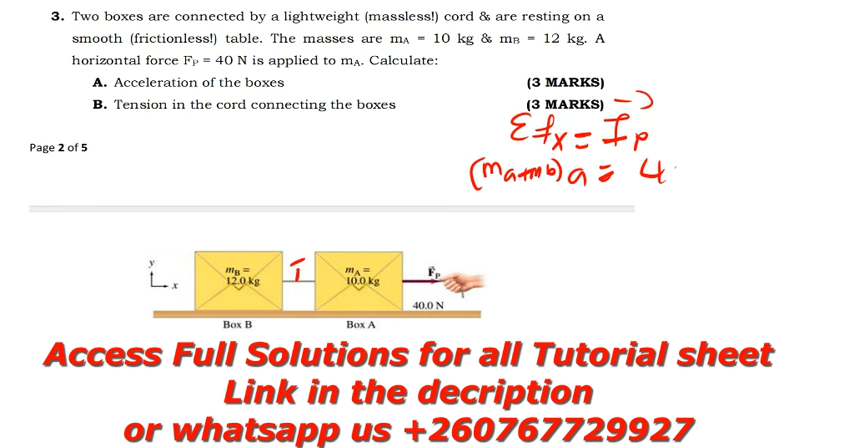 3. Two boxes are connected by a lightweight (massless!) cord & are resting on a
smooth (frictionless!) table. The masses are mA = 10 kg & mB = 12 kg. A
horizontal force FP = 40 N is applied to mA. Calculate:
A. Acceleration of the boxes (3 MARKS)
B. Tension in the cord connecting the boxes (3 MARKS)
Σfx = Fp
Page 2 of 5
(ma+mb)a = 4
y
x
mB =
12.0 kg
T
mA =
10.0 kg
FP
40.0 N
Box B
Box A
Access Full Solutions for all Tutorial sheet
Link in the decription
or whatsapp us +260767729927